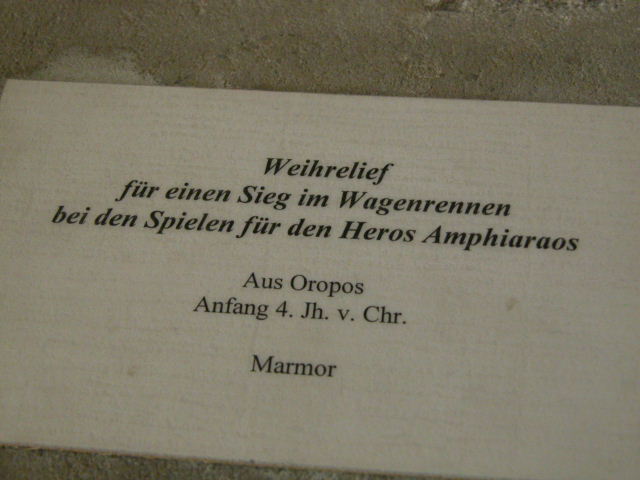 Weihrelief
für einen Sieg im Wagenrennen
bei den Spielen für den Heros Amphiaraos
Aus Oropos
Anfang 4. Jh. v. Chr.
Marmor